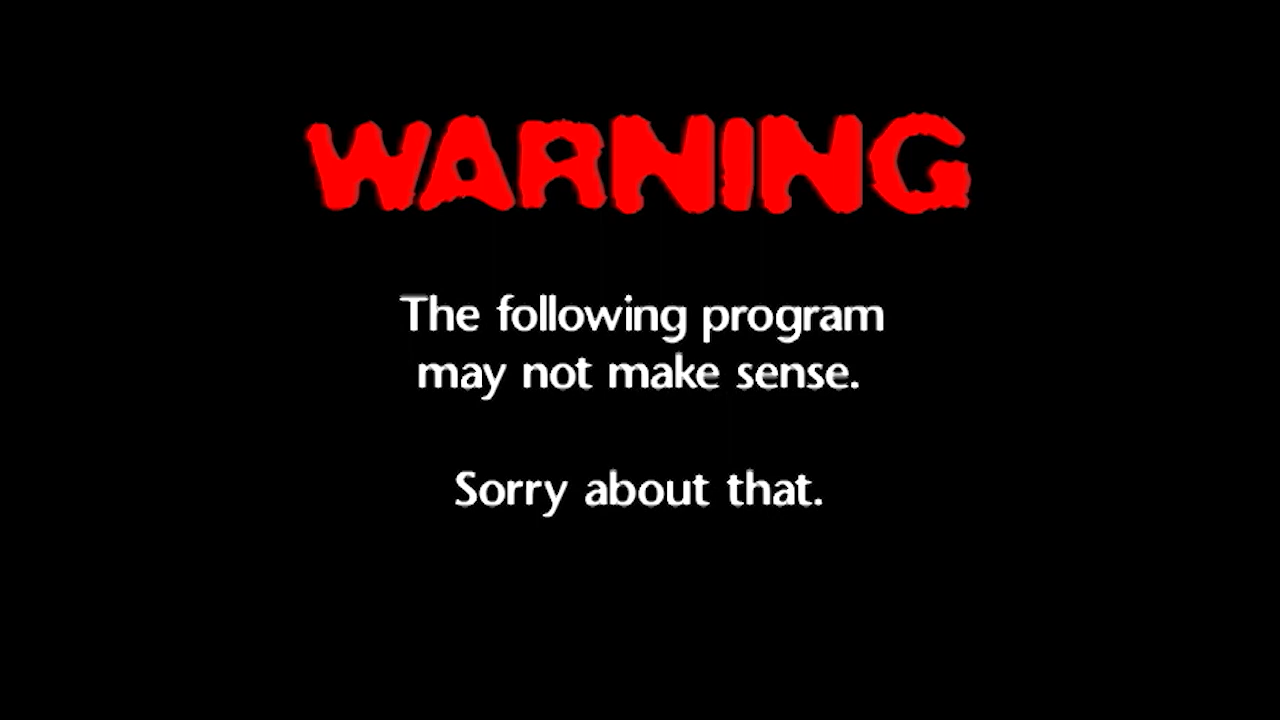 WARNING
The following program
may not make sense.
Sorry about that.